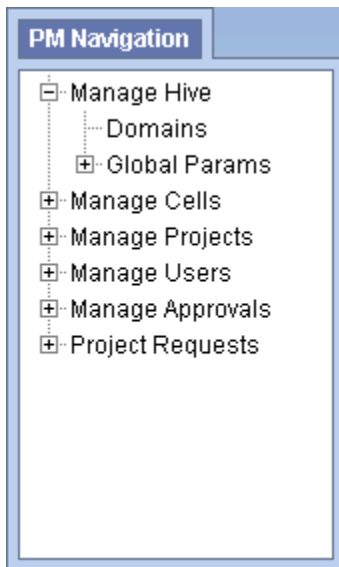 PM Navigation
Manage Hive
Domains
Global Params
Manage Cells
Manage Projects
Manage Users
Manage Approvals
Project Requests